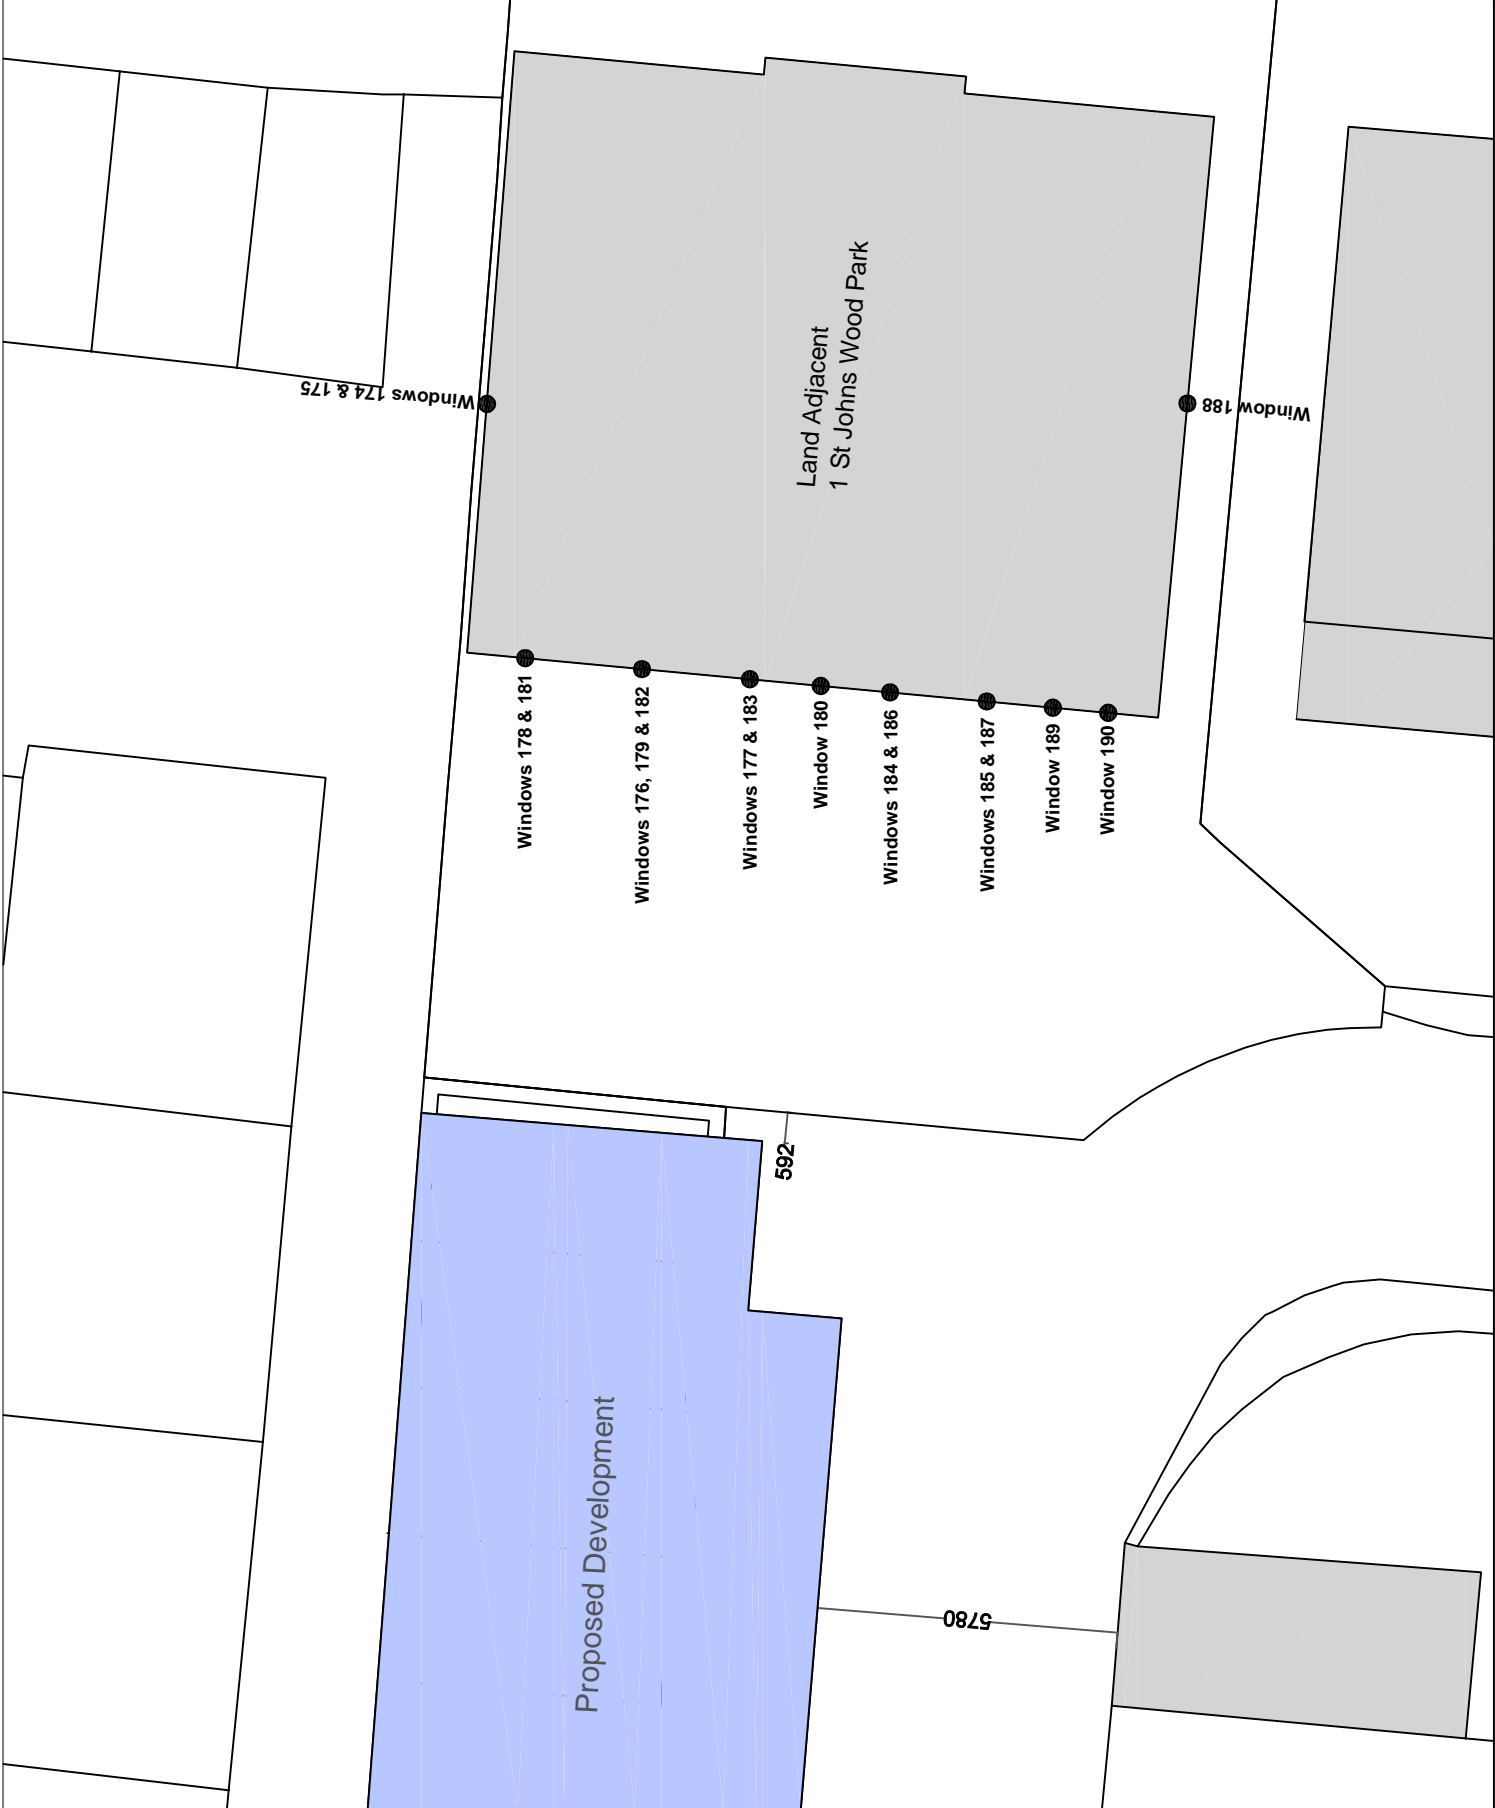 Land Adjacent
1 St Johns Wood Park
Windows 174 & 175
Window 188
Windows 178 & 181
Windows 176, 179 & 182
Windows 177 & 183
Window 180
Windows 184 & 186
Windows 185 & 187
Window 189
Window 190
592
Proposed Development
5780